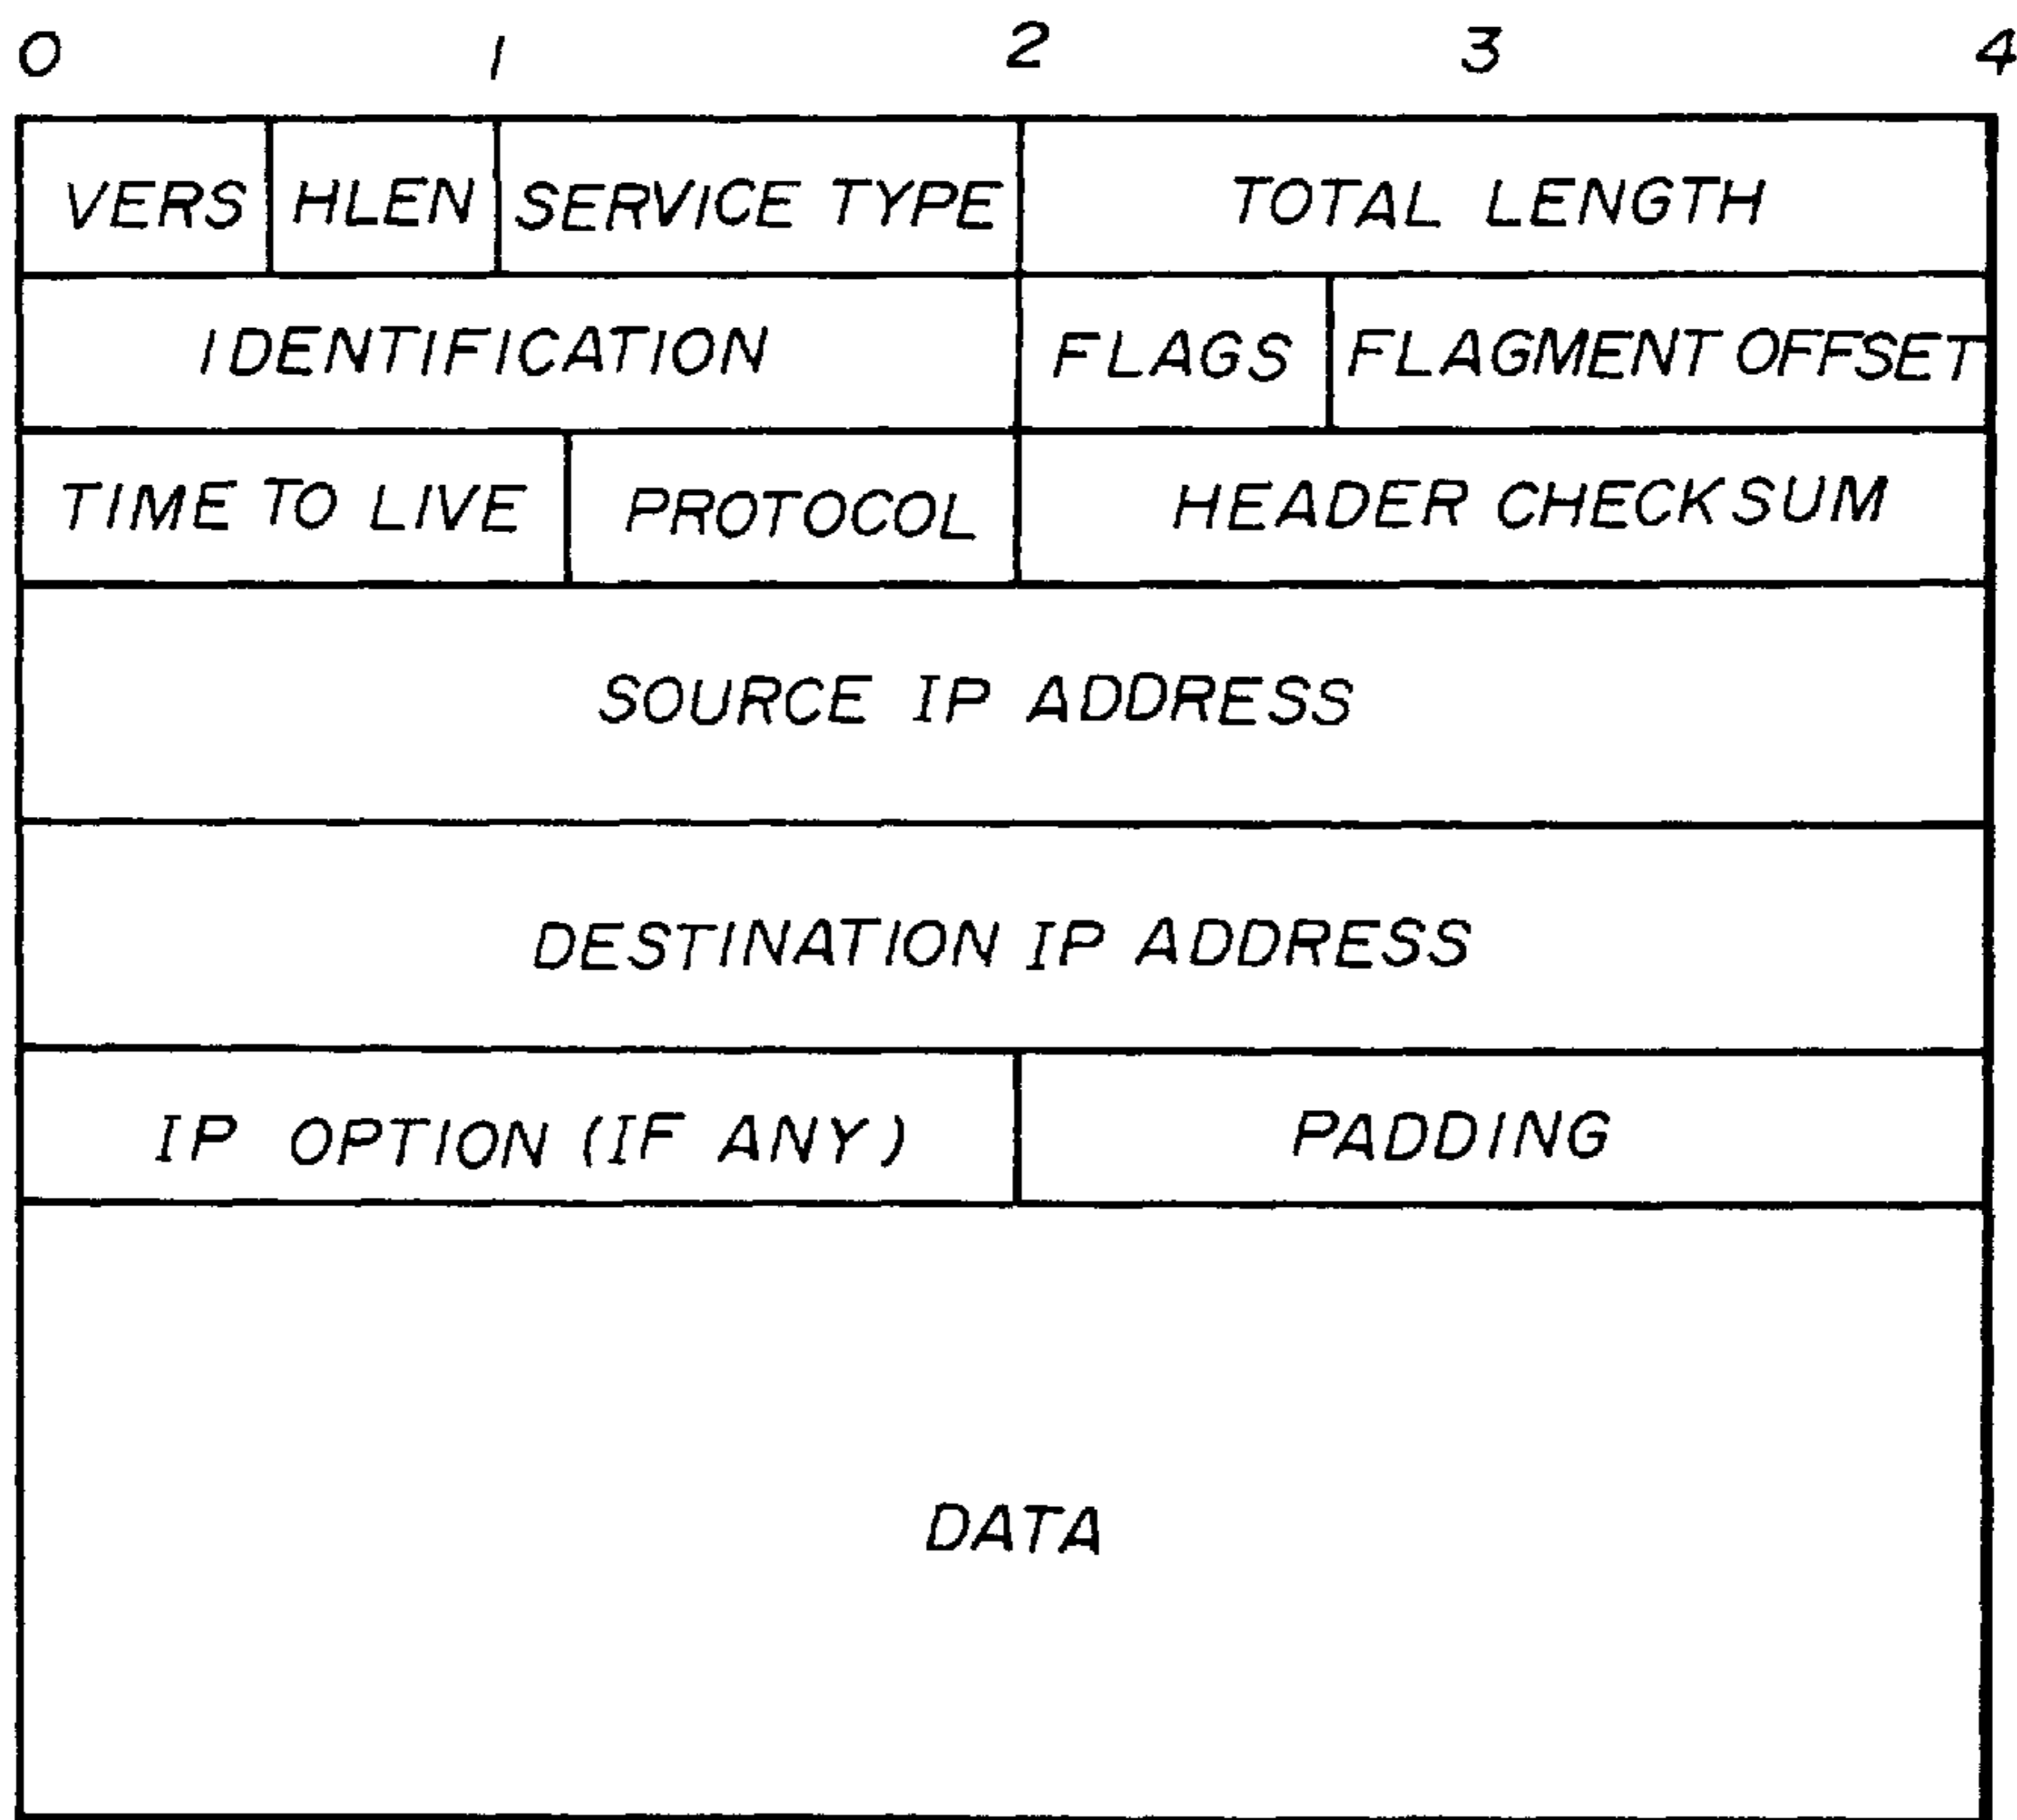 0 1 2 3 4
VERS HLEN SERVICE TYPE TOTAL LENGTH
IDENTIFICATION FLAGS FLAGMENT OFFSET
TIME TO LIVE PROTOCOL HEADER CHECKSUM
SOURCE IP ADDRESS
DESTINATION IP ADDRESS
IP OPTION (IF ANY) PADDING
DATA